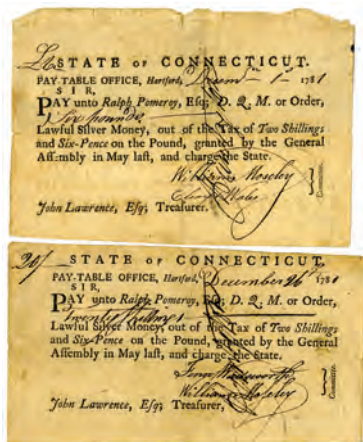 STATE OF CONNECTICUT.
PAY-TABLE OFFICE, Hartford, Decem 1st 1781
SIR,
PAY unto Ralph Pomeroy, Esq; D. Q. M. or Order,
Six pounds
Lawful Silver Money, out of the Tax of Two Shillings
and Six-Pence on the Pound, granted by the General
Assembly in May last, and charge the State.
William Moseley
Committee.
John Lawrence, Esq; Treasurer.
20/ STATE OF CONNECTICUT.
PAY-TABLE OFFICE, Hartford, December 26th 1781
SIR,
PAY unto Ralph Pomeroy, Esq; D. Q. M. or Order,
Twenty Shillings
Lawful Silver Money, out of the Tax of Two Shillings
and Six-Pence on the Pound, granted by the General
Assembly in May last, and charge the State.
William Moseley
Committee.
John Lawrence, Esq; Treasurer.